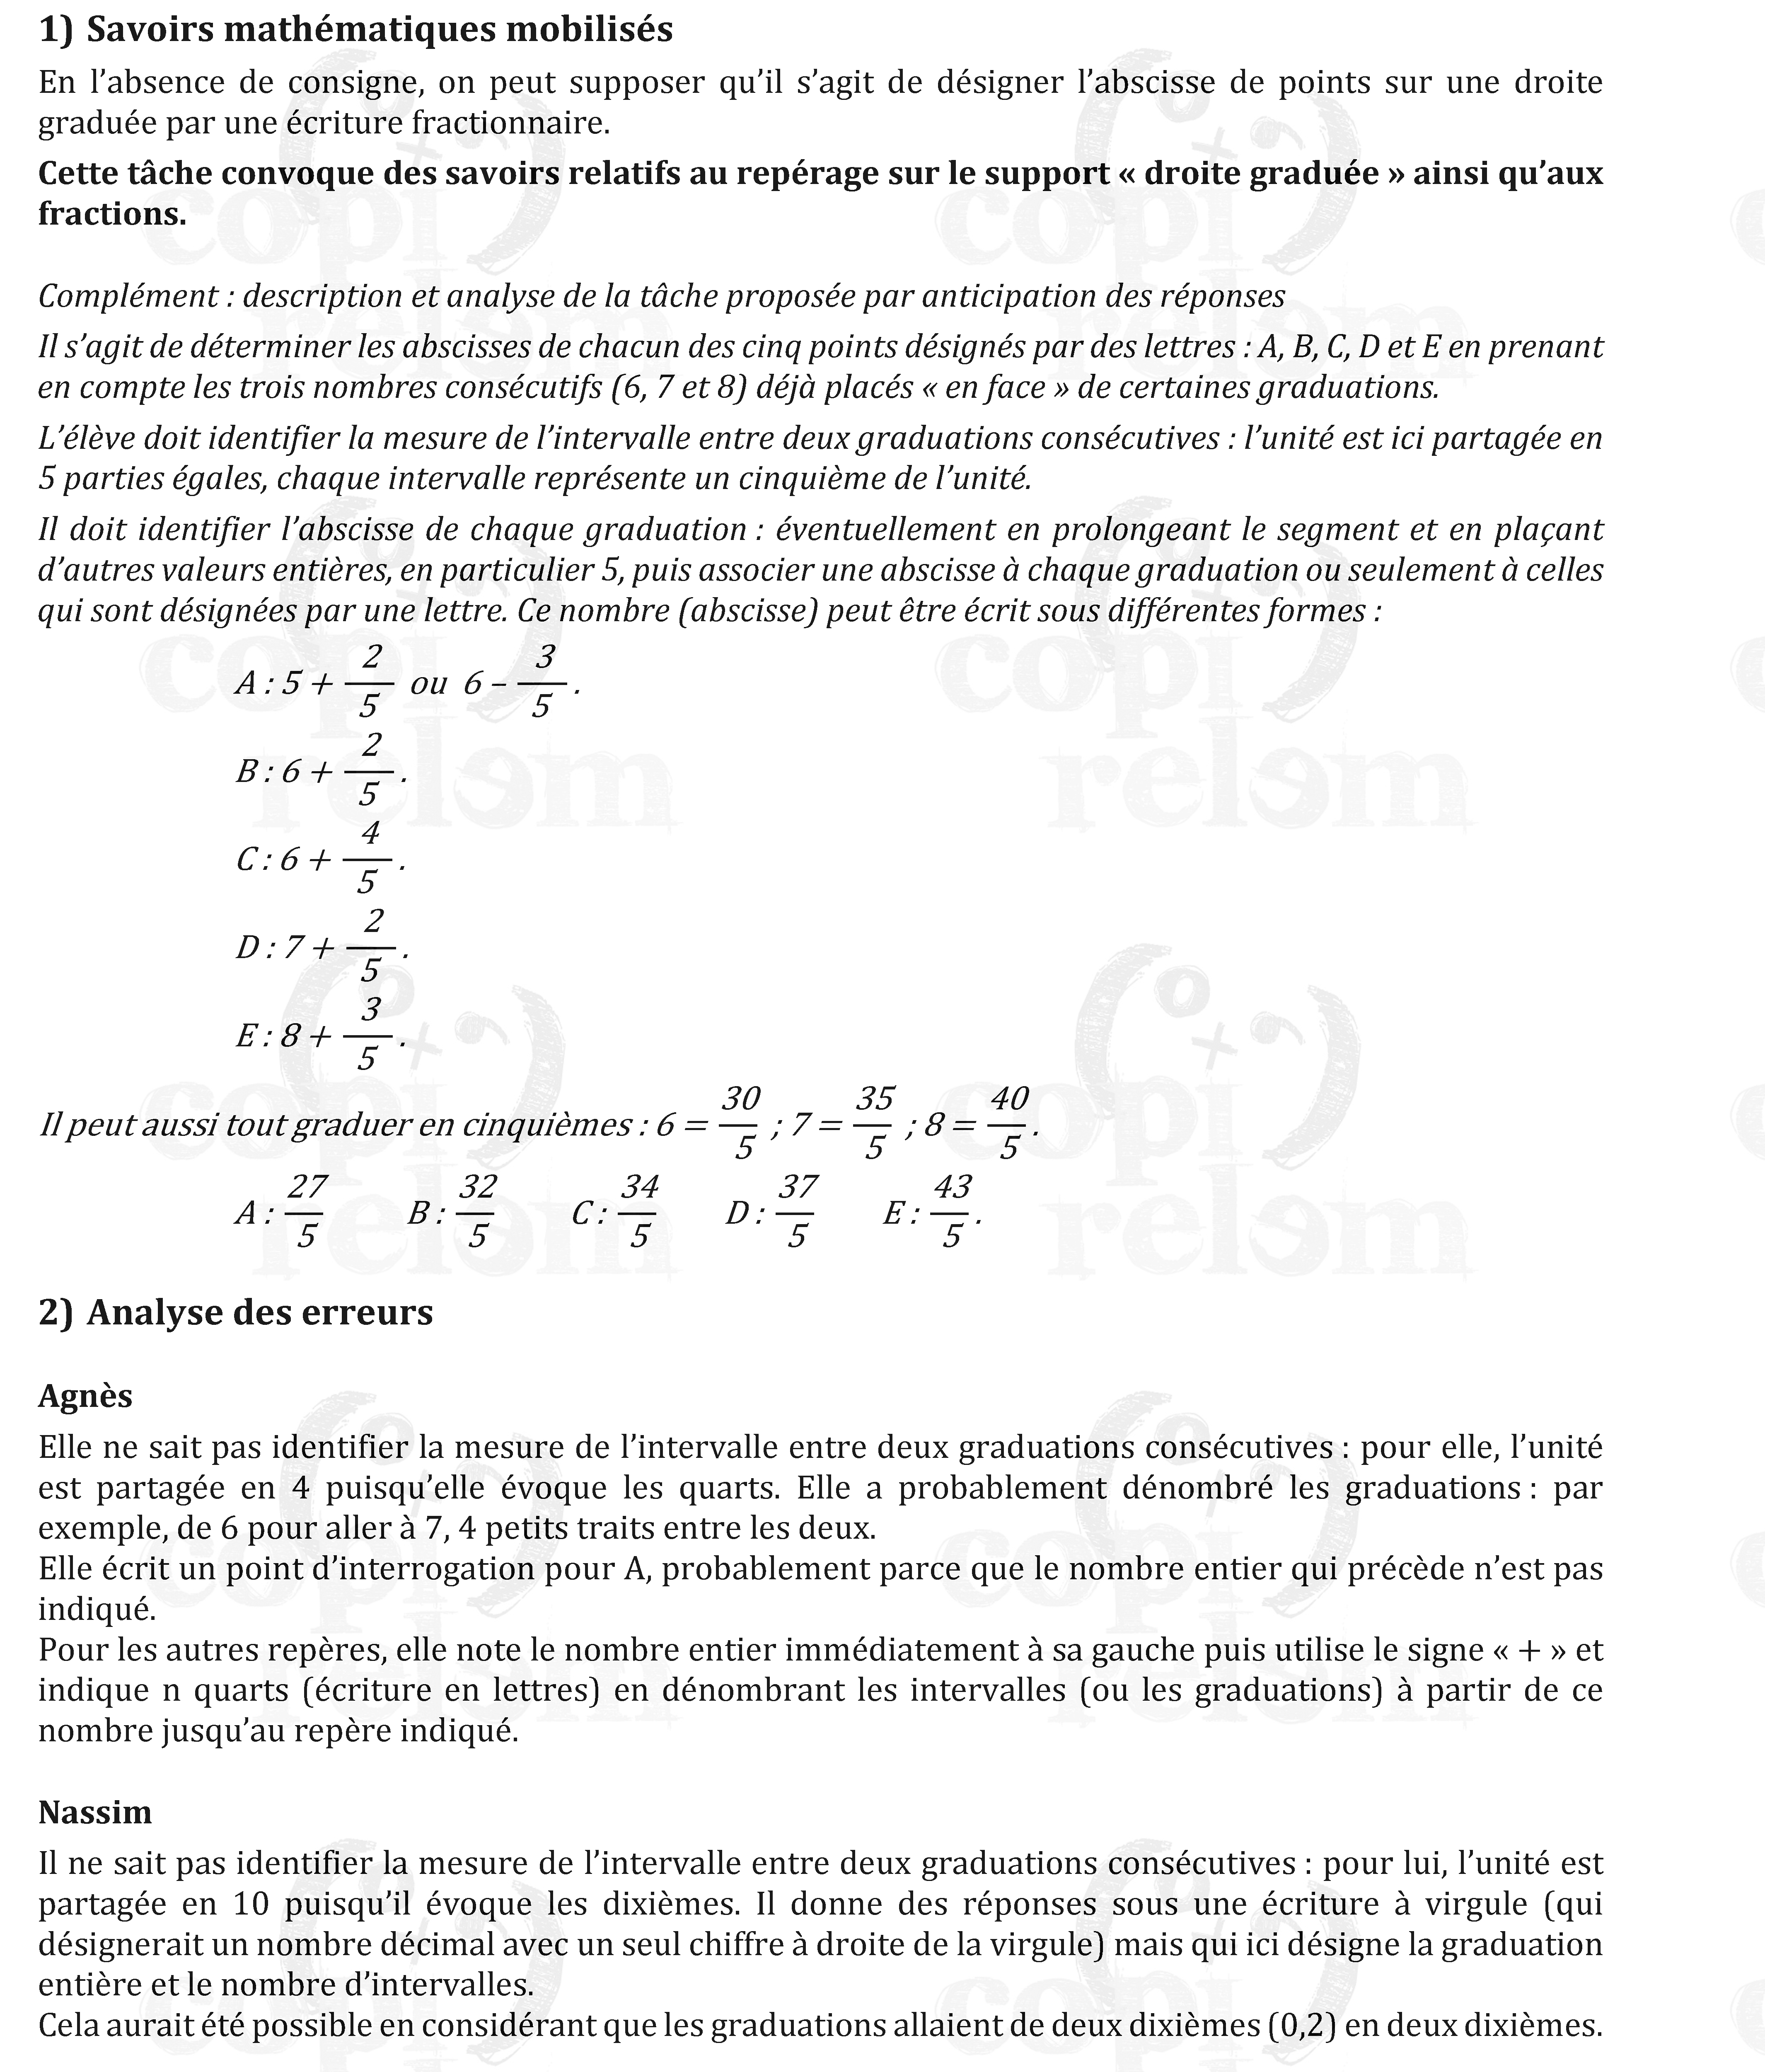 1) Savoirs mathématiques mobilisés
En l’absence de consigne, on peut supposer qu’il s’agit de désigner l’abscisse de points sur une droite
graduée par une écriture fractionnaire.
Cette tâche convoque des savoirs relatifs au repérage sur le support « droite graduée » ainsi qu’aux
fractions.
Complément : description et analyse de la tâche proposée par anticipation des réponses
Il s’agit de déterminer les abscisses de chacun des cinq points désignés par des lettres : A, B, C, D et E en prenant
en compte les trois nombres consécutifs (6, 7 et 8) déjà placés « en face » de certaines graduations.
L’élève doit identifier la mesure de l’intervalle entre deux graduations consécutives : l’unité est ici partagée en
5 parties égales, chaque intervalle représente un cinquième de l’unité.
Il doit identifier l’abscisse de chaque graduation : éventuellement en prolongeant le segment et en plaçant
d’autres valeurs entières, en particulier 5, puis associer une abscisse à chaque graduation ou seulement à celles
qui sont désignées par une lettre. Ce nombre (abscisse) peut être écrit sous différentes formes :
A : 5 + 2/5 ou 6 – 3/5.
B : 6 + 2/5.
C : 6 + 4/5.
D : 7 + 2/5.
E : 8 + 3/5.
Il peut aussi tout graduer en cinquièmes : 6 = 30/5 ; 7 = 35/5 ; 8 = 40/5.
A : 27/5 B : 32/5 C : 34/5 D : 37/5 E : 43/5.
2) Analyse des erreurs
Agnès
Elle ne sait pas identifier la mesure de l’intervalle entre deux graduations consécutives : pour elle, l’unité
est partagée en 4 puisqu’elle évoque les quarts. Elle a probablement dénombré les graduations : par
exemple, de 6 pour aller à 7, 4 petits traits entre les deux.
Elle écrit un point d’interrogation pour A, probablement parce que le nombre entier qui précède n’est pas
indiqué.
Pour les autres repères, elle note le nombre entier immédiatement à sa gauche puis utilise le signe « + » et
indique n quarts (écriture en lettres) en dénombrant les intervalles (ou les graduations) à partir de ce
nombre jusqu’au repère indiqué.
Nassim
Il ne sait pas identifier la mesure de l’intervalle entre deux graduations consécutives : pour lui, l’unité est
partagée en 10 puisqu’il évoque les dixièmes. Il donne des réponses sous une écriture à virgule (qui
désignerait un nombre décimal avec un seul chiffre à droite de la virgule) mais qui ici désigne la graduation
entière et le nombre d’intervalles.
Cela aurait été possible en considérant que les graduations allaient de deux dixièmes (0,2) en deux dixièmes.